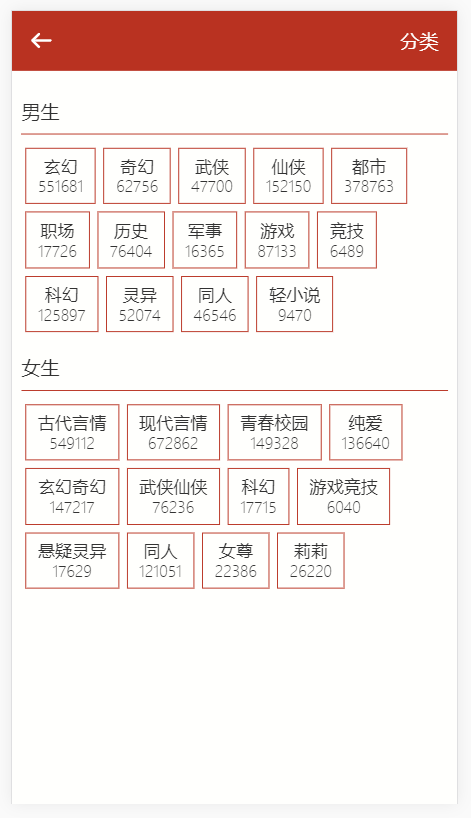 分类
男生
玄幻 奇幻 武侠 仙侠 都市
551681 62756 47700 152150 378763
职场 历史 军事 游戏 竞技
17726 76404 16365 87133 6489
科幻 灵异 同人 轻小说
125897 52074 46546 9470
女生
古代言情 现代言情 青春校园 纯爱
549112 672862 149328 136640
玄幻奇幻 武侠仙侠 科幻 游戏竞技
147217 76236 17715 6040
悬疑灵异 同人 女尊 莉莉
17629 121051 22386 26220